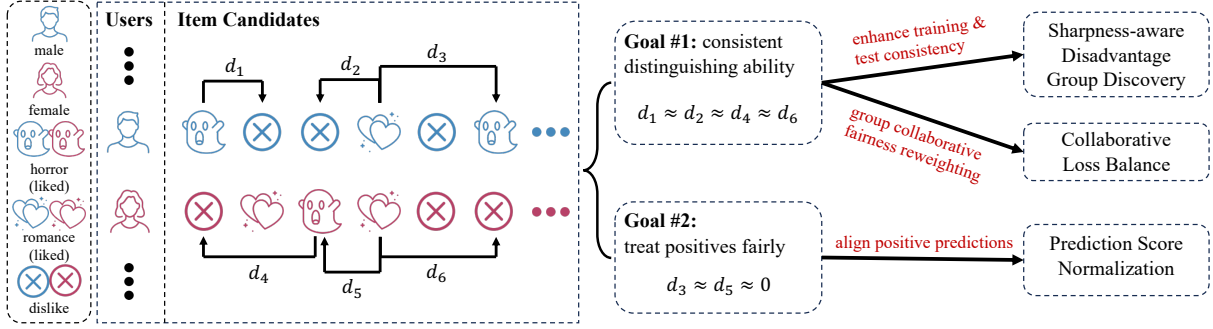 male
female
horror
(liked)
romance
(liked)
dislike
Users
Item Candidates
d₁
d₂
d₃
d₄
d₅
d₆
Goal #1: consistent
distinguishing ability
d₁ ≈ d₂ ≈ d₄ ≈ d₆
Goal #2:
treat positives fairly
d₃ ≈ d₅ ≈ 0
enhance training &
test consistency
group collaborative
fairness reweighting
align positive predictions
Sharpness-aware
Disadvantage
Group Discovery
Collaborative
Loss Balance
Prediction Score
Normalization